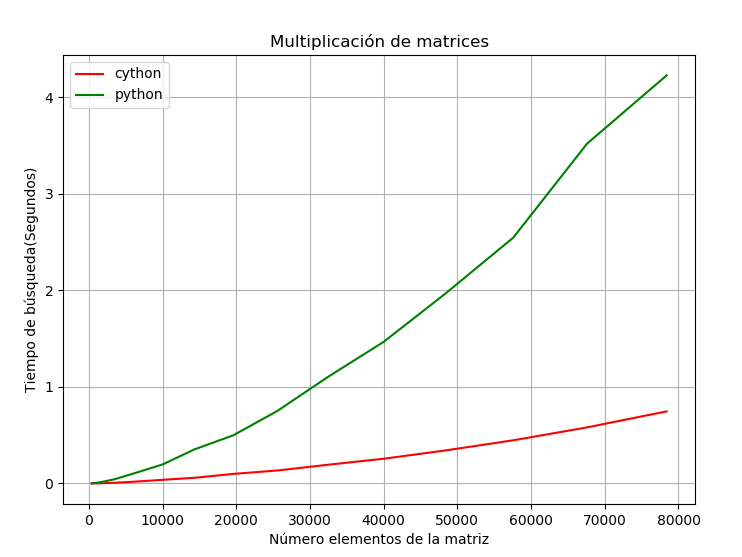 Multiplicación de matrices
cython
python
Tiempo de búsqueda(Segundos)
4
3
2
1
0
0 10000 20000 30000 40000 50000 60000 70000 80000
Número elementos de la matriz